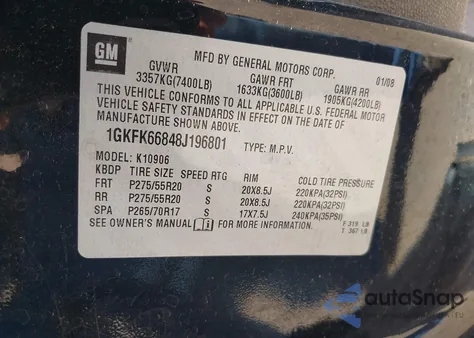 GM
MFD BY GENERAL MOTORS CORP. 01/08
GVWR GAWR FRT GAWR RR
3357KG(7400LB) 1633KG(3600LB) 1905KG(4200LB)
THIS VEHICLE CONFORMS TO ALL APPLICABLE U.S. FEDERAL MOTOR
VEHICLE SAFETY STANDARDS IN EFFECT ON THE DATE OF
MANUFACTURE SHOWN ABOVE.
1GKFK66848J196801 TYPE: M.P.V.
MODEL: K10906
KBDP TIRE SIZE SPEED RTG RIM COLD TIRE PRESSURE
FRT P275/55R20 S 20X8.5J 220KPA(32PSI)
RR P275/55R20 S 20X8.5J 220KPA(32PSI)
SPA P265/70R17 S 17X7.5J 240KPA(35PSI)
SEE OWNER'S MANUAL FOR MORE INFORMATION.
F 319 LB
T 367 LB
autoSnap